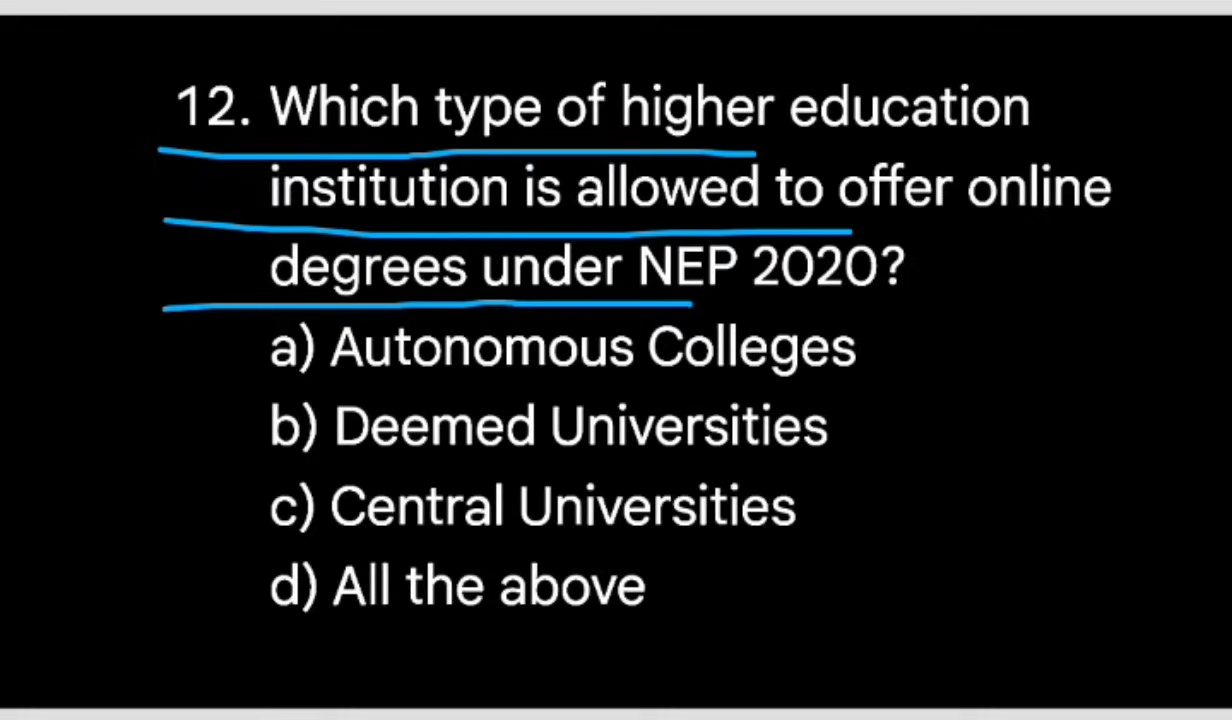 12. Which type of higher education
institution is allowed to offer online
degrees under NEP 2020?
a) Autonomous Colleges
b) Deemed Universities
c) Central Universities
d) All the above